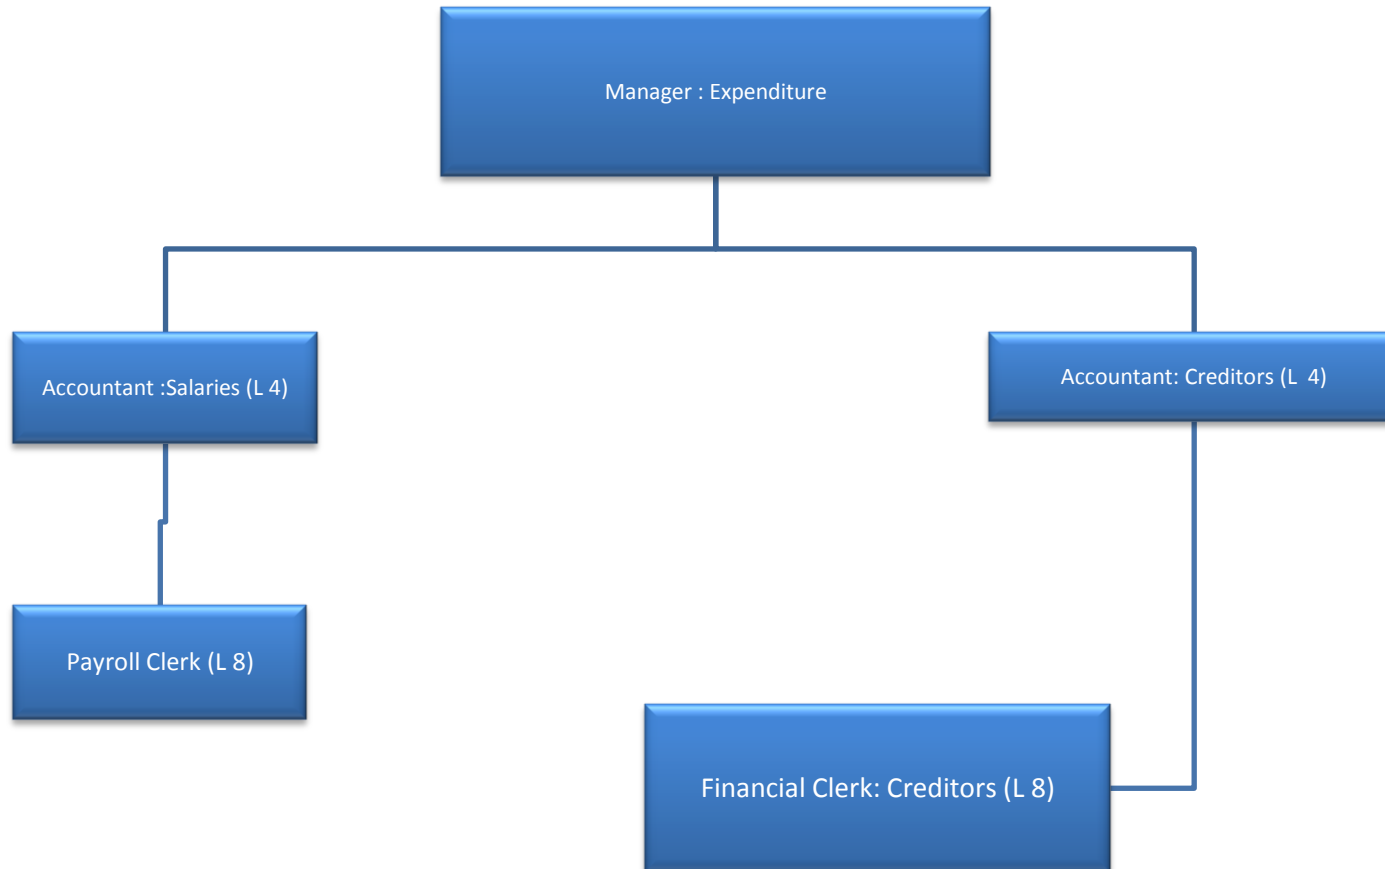 Manager : Expenditure
Accountant :Salaries (L 4)
Accountant: Creditors (L  4)
Payroll Clerk (L 8)
Financial Clerk: Creditors (L 8)